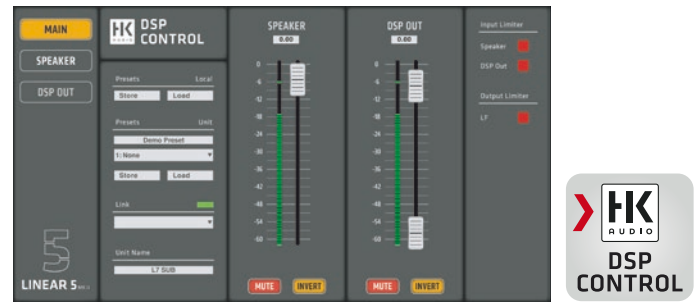 MAIN
SPEAKER
DSP OUT
LINEAR 5 MK II
HK
AUDIO
DSP
CONTROL
Presets Local
Store Load
Presets Unit
Demo Preset
1: None
Store Load
Link
Unit Name
L7 SUB
SPEAKER
0.00
0
-6
-12
-18
-24
-30
-36
-42
-48
-54
-60
MUTE INVERT
DSP OUT
0.00
0
-6
-12
-18
-24
-30
-36
-42
-48
-54
-60
MUTE INVERT
Input Limiter
Speaker
DSP Out
Output Limiter
LF
HK
AUDIO
DSP
CONTROL